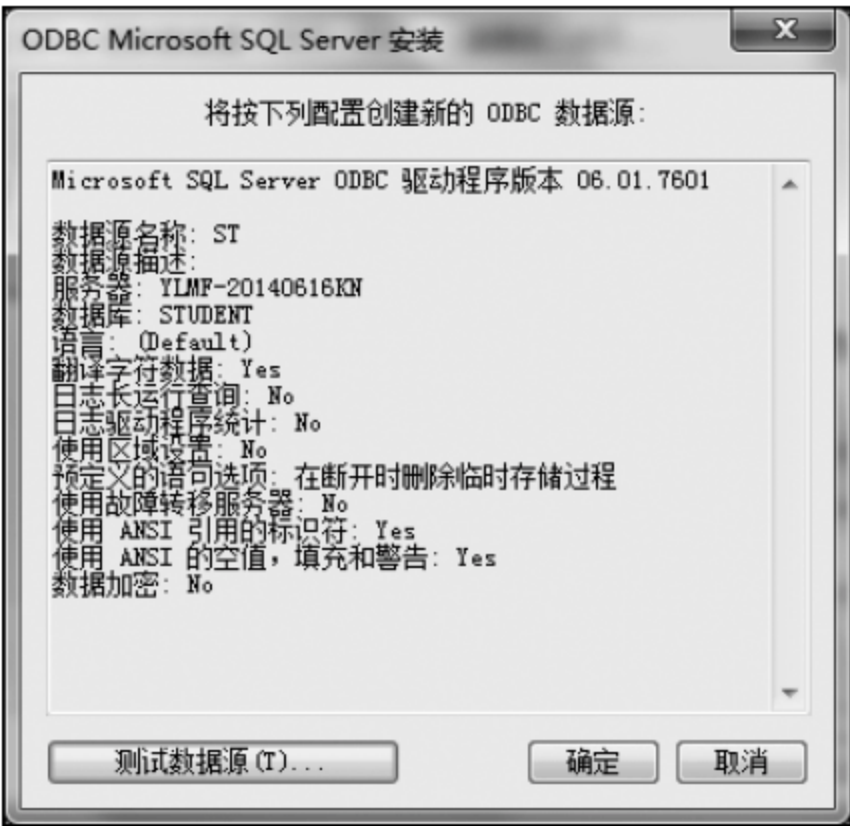 ODBC Microsoft SQL Server 安装
将按下列配置创建新的 ODBC 数据源:
Microsoft SQL Server ODBC 驱动程序版本 06.01.7601
数据源名称: ST
数据源描述:
服务器: YLMF-20140616KN
数据库: STUDENT
语言: (Default)
翻译字符数据: Yes
日志长运行查询: No
日志驱动程序统计: No
使用区域设置: No
预定义的语句选项: 在断开时删除临时存储过程
使用故障转移服务器: No
使用 ANSI 引用的标识符: Yes
使用 ANSI 的空值，填充和警告: Yes
数据加密: No
测试数据源(T)...
确定
取消